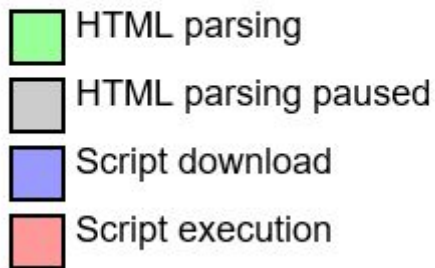 HTML parsing
HTML parsing paused
Script download
Script execution